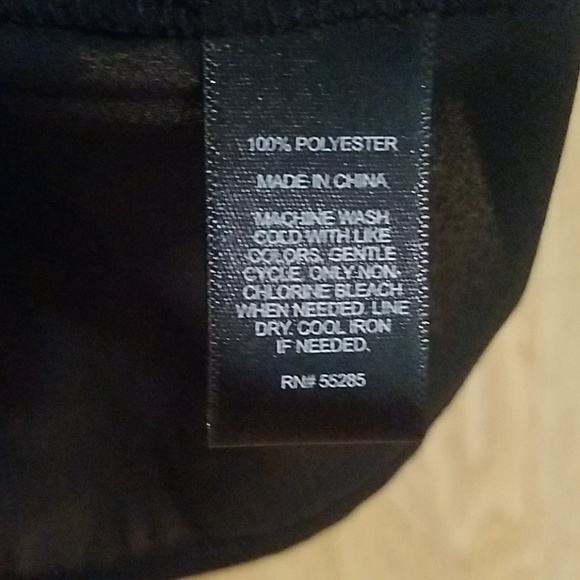 100% POLYESTER
MADE IN CHINA
MACHINE WASH
COLD WITH LIKE
COLORS, GENTLE
CYCLE. ONLY NON-
CHLORINE BLEACH
WHEN NEEDED. LINE
DRY. COOL IRON
IF NEEDED.
RN# 55285